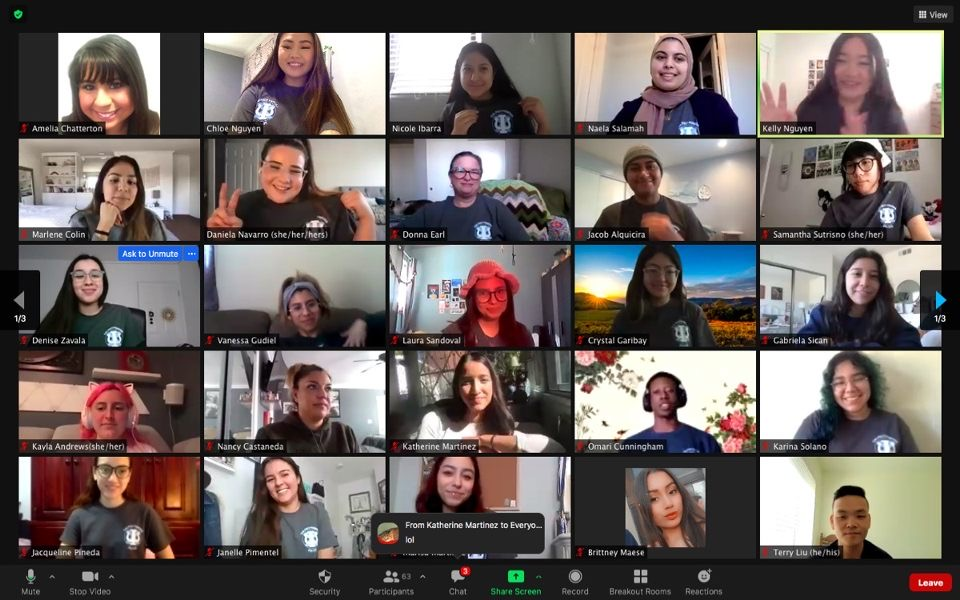 View
Amelia Chatterton
Chloe Nguyen
Nicole Ibarra
Naela Salamah
Kelly Nguyen
Marlene Colin
Daniela Navarro (she/her/hers)
Donna Earl
Jacob Alquicira
Samantha Sutrisno (she/her)
Ask to Unmute
1/3
1/3
Denise Zavala
Vanessa Gudiel
Laura Sandoval
Crystal Garibay
Gabriela Sican
Kayla Andrews(she/her)
Nancy Castaneda
Katherine Martinez
Omari Cunningham
Karina Solano
From Katherine Martinez to Everyo...
lol
Jacqueline Pineda
Janelle Pimentel
Brittney Maese
Terry Liu (he/his)
Mute
Stop Video
Security
63
Participants
3
Chat
Share Screen
Record
Breakout Rooms
Reactions
Leave